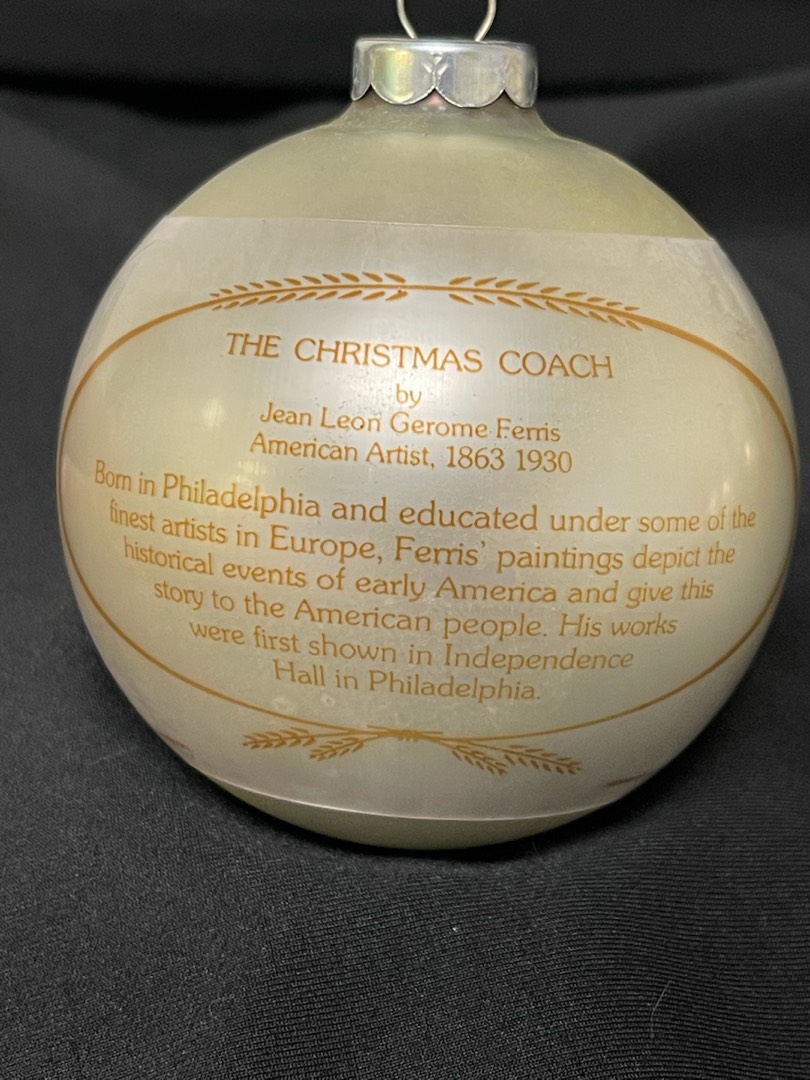 THE CHRISTMAS COACH
by
Jean Leon Gerome Ferris
American Artist, 1863 1930
Born in Philadelphia and educated under some of the
finest artists in Europe, Ferris' paintings depict the
historical events of early America and give this
story to the American people. His works
were first shown in Independence
Hall in Philadelphia.